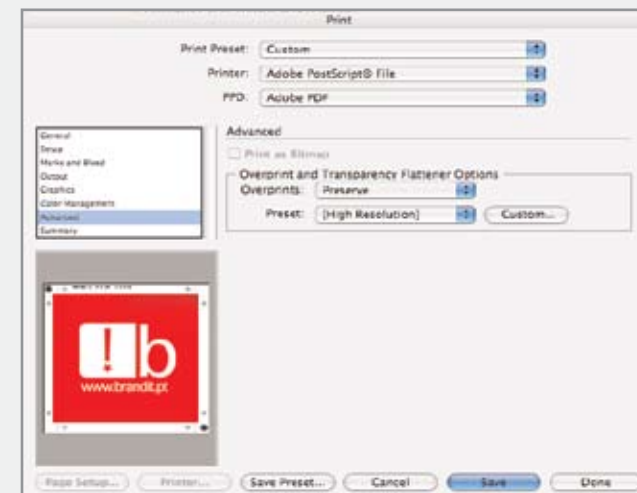 Print
Print Preset: Custom
Printer: Adobe PostScript® File
PPD: Adobe PDF
General
Setup
Marks and Bleed
Output
Graphics
Color Management
Advanced
Summary
Advanced
Print as Bitmap
Overprint and Transparency Flattener Options
Overprints: Preserve
Preset: [High Resolution] Custom...
!b
www.brandit.pt
Page Setup... Printer... Save Preset... Cancel Save Done